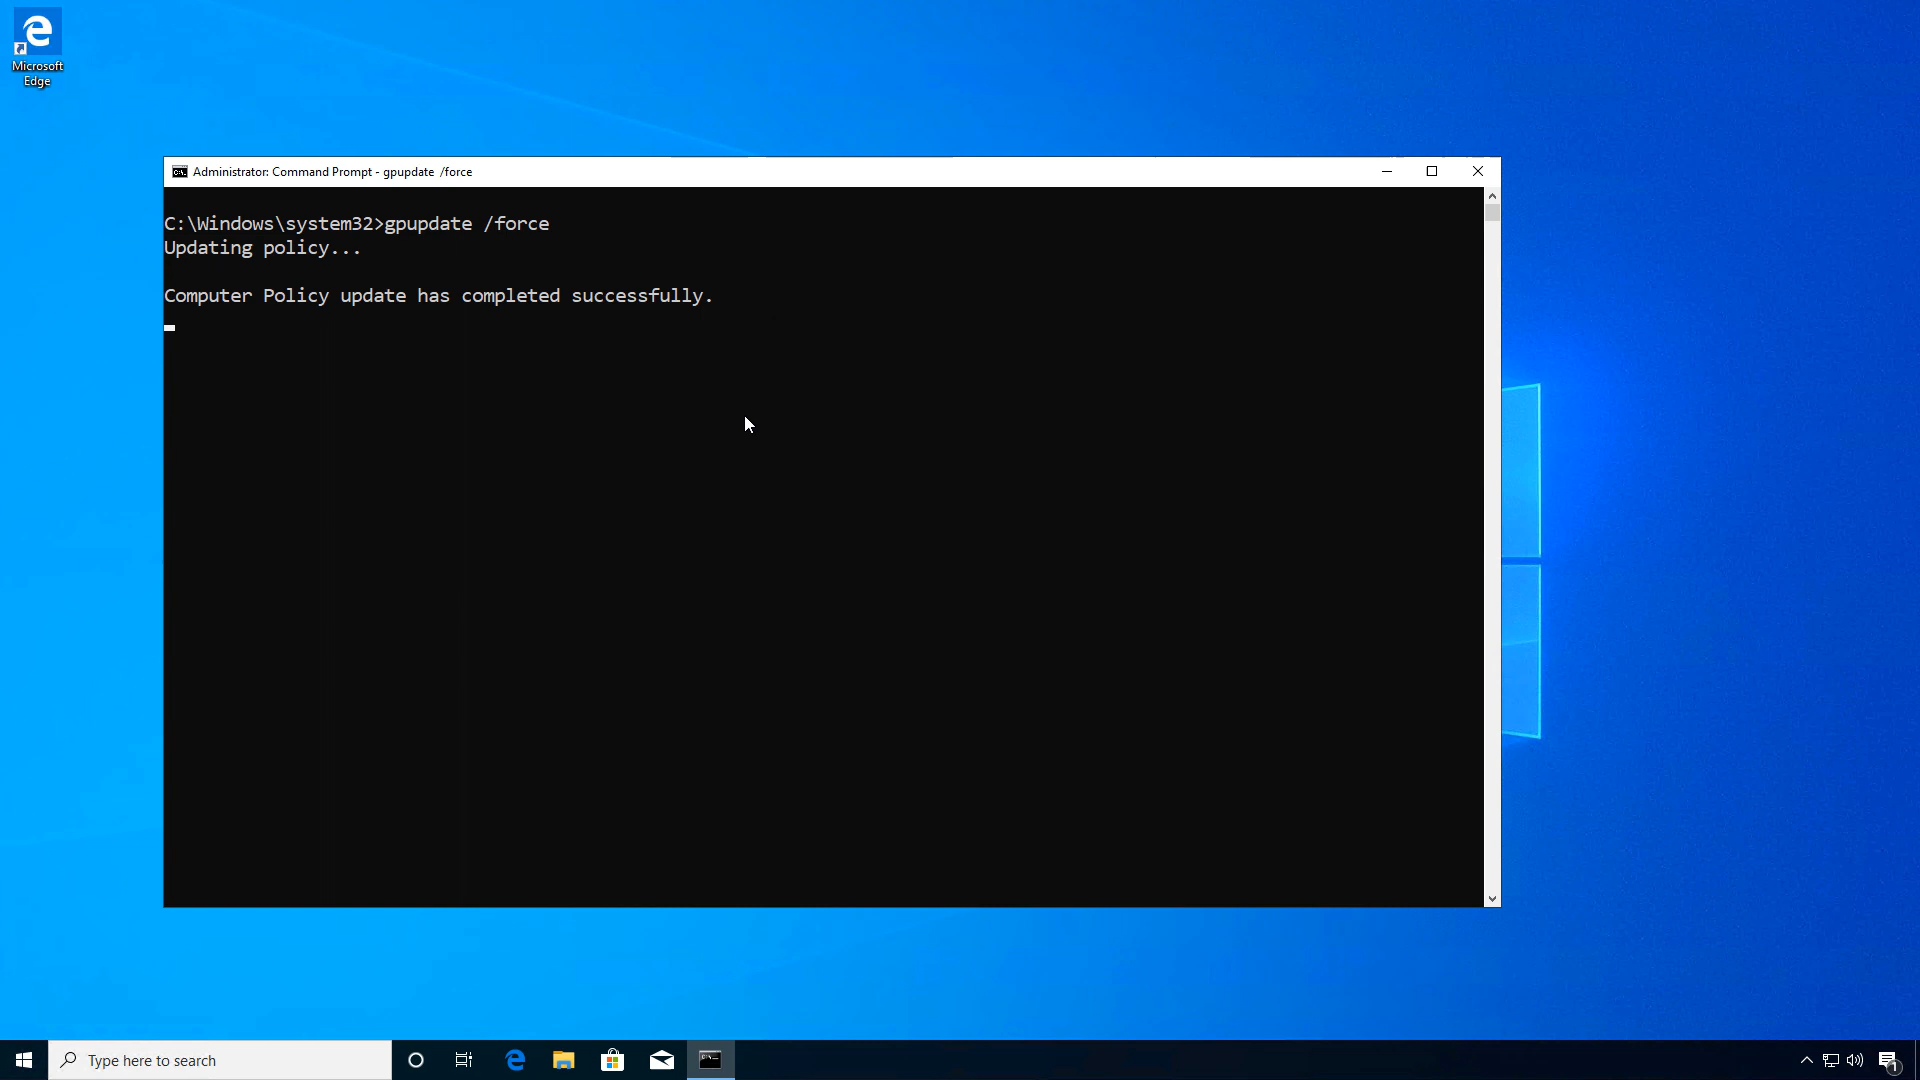 Microsoft
Edge
Administrator: Command Prompt - gpupdate /force
C:\Windows\system32>gpupdate /force
Updating policy...
Computer Policy update has completed successfully.
Type here to search
1